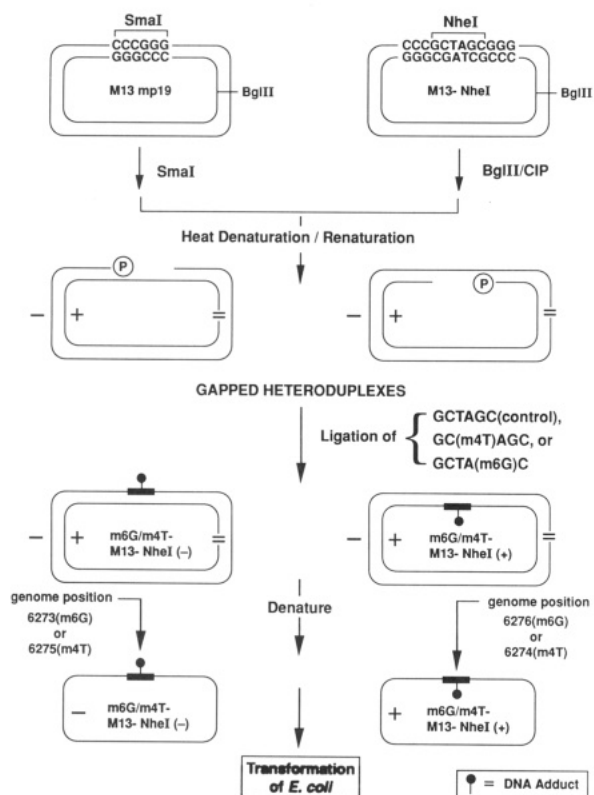 SmaI
CCCGGG
GGGCCC
M13 mp19
BglII
NheI
CCCGCTAGCGGG
GGGCGATCGCCC
M13- NheI
BglII
SmaI
BglII/CIP
Heat Denaturation / Renaturation
P
− + =
P
− + =
GAPPED HETERODUPLEXES
Ligation of
GCTAGC(control),
GC(m4T)AGC, or
GCTA(m6G)C
− + =
m6G/m4T-
M13- NheI (–)
− + =
m6G/m4T-
M13- NheI (+)
genome position
6273(m6G)
or
6275(m4T)
Denature
genome position
6276(m6G)
or
6274(m4T)
−
m6G/m4T-
M13- NheI (–)
+
m6G/m4T-
M13- NheI (+)
Transformation
of E. coli
= DNA Adduct